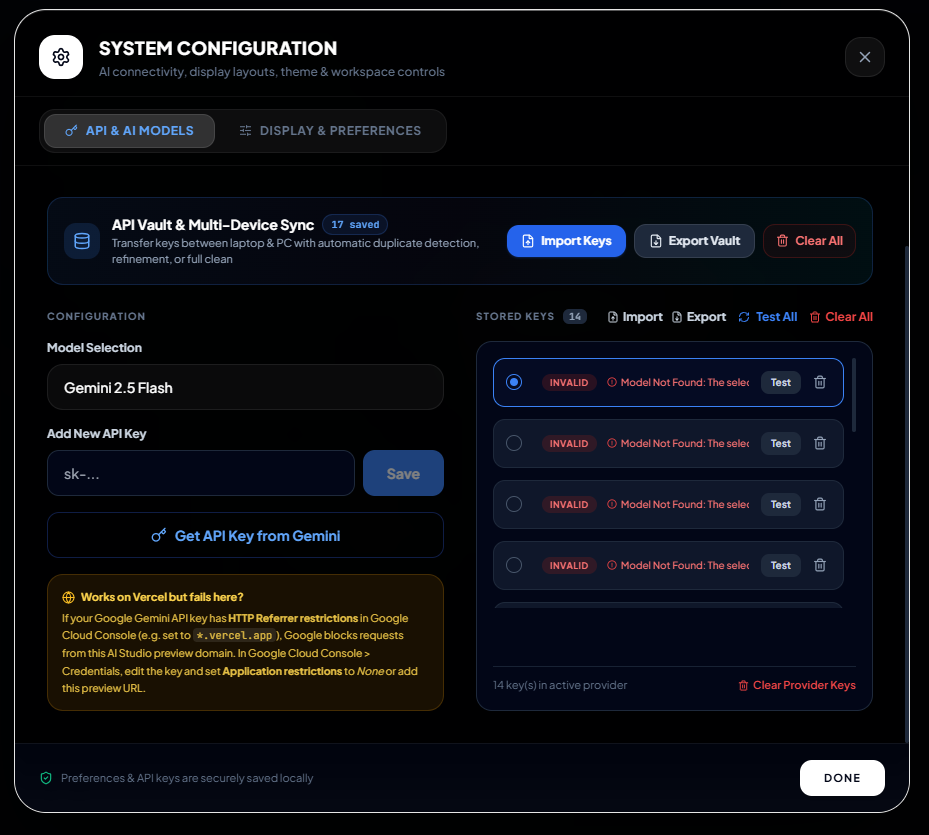 SYSTEM CONFIGURATION
AI connectivity, display layouts, theme & workspace controls
API & AI MODELS
DISPLAY & PREFERENCES
API Vault & Multi-Device Sync
17 saved
Transfer keys between laptop & PC with automatic duplicate detection,
refinement, or full clean
Import Keys
Export Vault
Clear All
CONFIGURATION
Model Selection
Gemini 2.5 Flash
Add New API Key
sk-...
Save
Get API Key from Gemini
Works on Vercel but fails here?
If your Google Gemini API key has HTTP Referrer restrictions in Google
Cloud Console (e.g. set to *.vercel.app), Google blocks requests
from this AI Studio preview domain. In Google Cloud Console >
Credentials, edit the key and set Application restrictions to None or add
this preview URL.
STORED KEYS 14
Import
Export
Test All
Clear All
INVALID Model Not Found: The selec Test
INVALID Model Not Found: The selec Test
INVALID Model Not Found: The selec Test
INVALID Model Not Found: The selec Test
14 key(s) in active provider
Clear Provider Keys
Preferences & API keys are securely saved locally
DONE